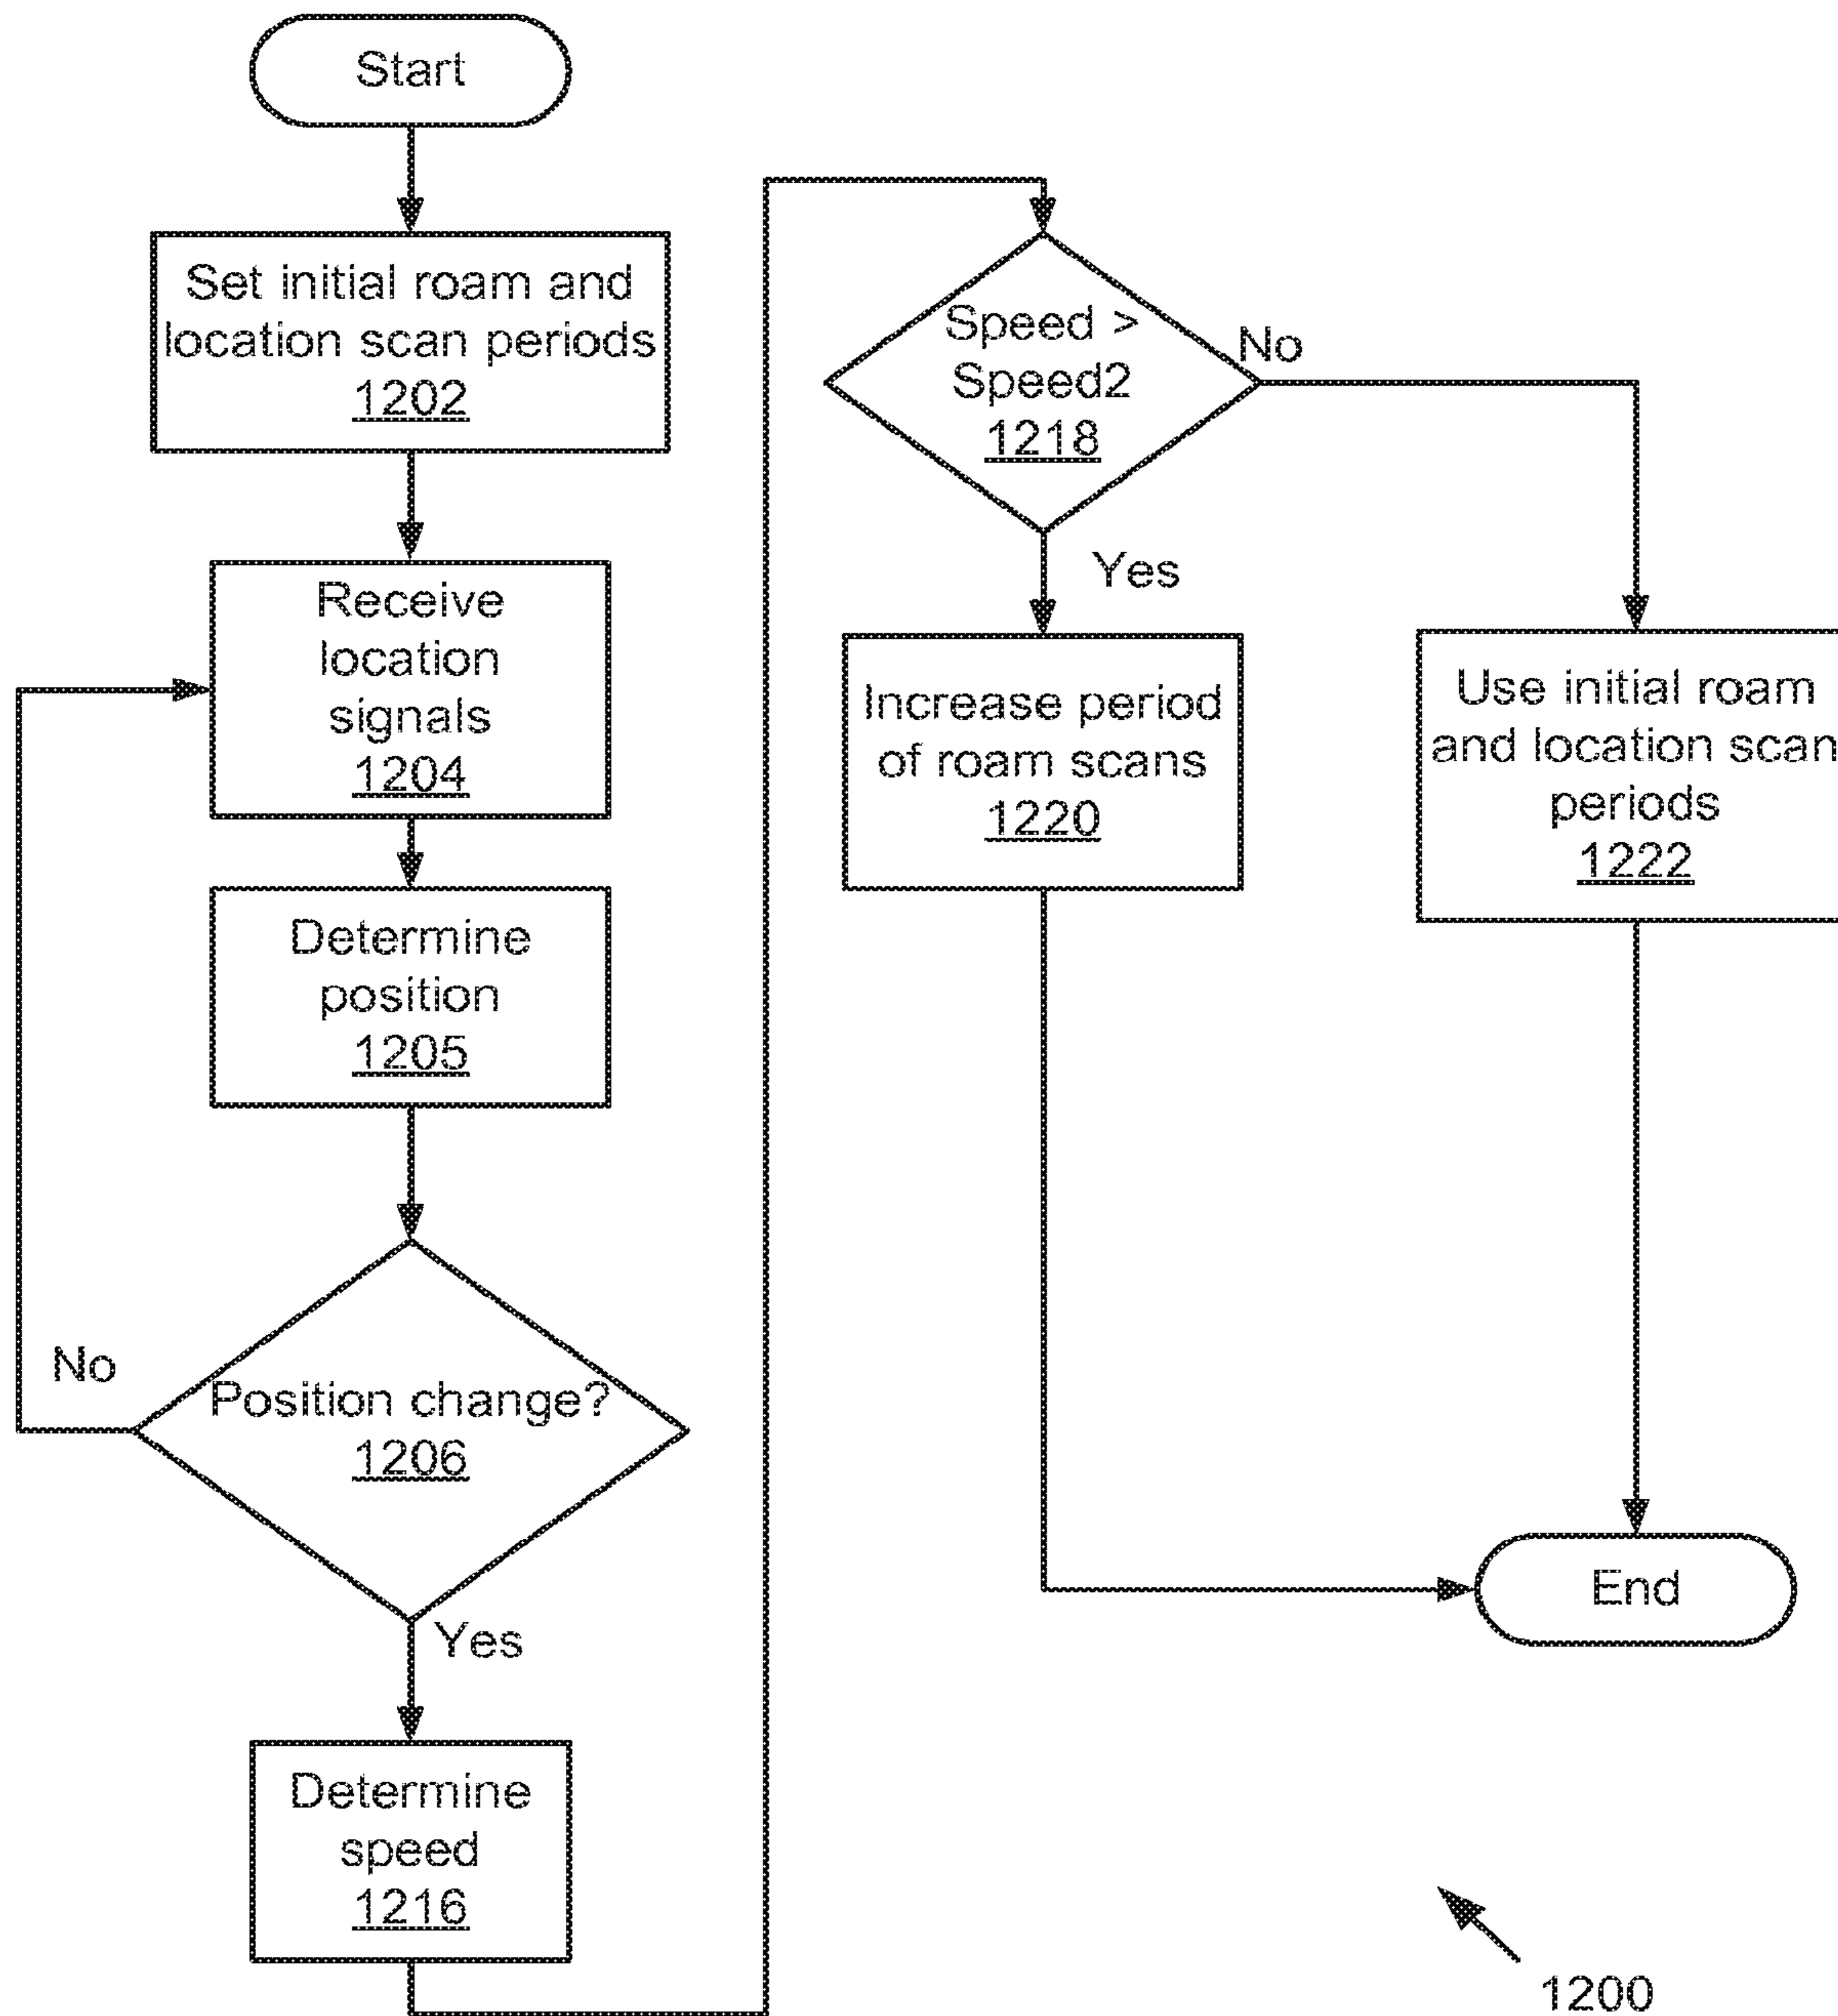 Start
Set initial roam and
location scan periods
1202
Receive
location
signals
1204
Determine
position
1205
Position change?
1206
No
Yes
Determine
speed
1216
Speed >
Speed2
1218
No
Yes
Increase period
of roam scans
1220
Use initial roam
and location scan
periods
1222
End
1200